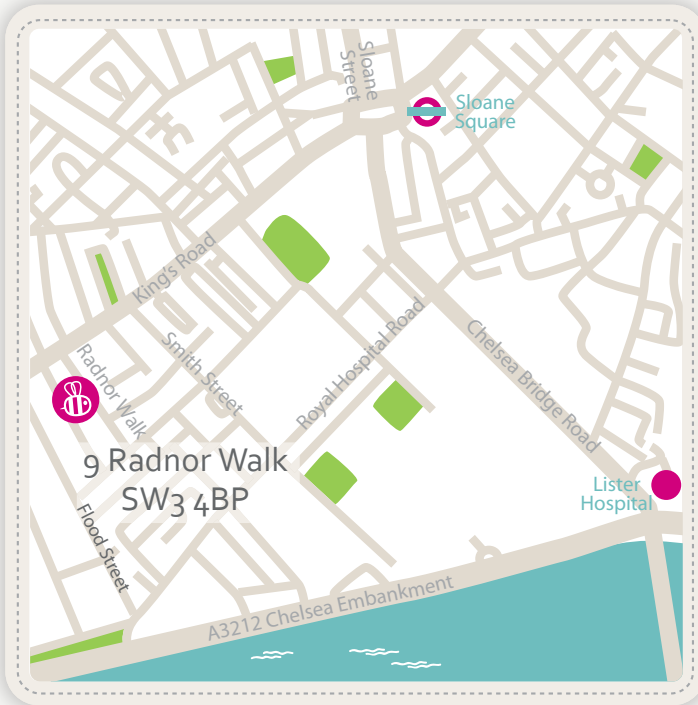 Sloane
Street
Sloane
Square
King's Road
Radnor Walk
Smith Street
Royal Hospital Road
Chelsea Bridge Road
9 Radnor Walk
SW3 4BP
Lister
Hospital
Flood Street
A3212 Chelsea Embankment